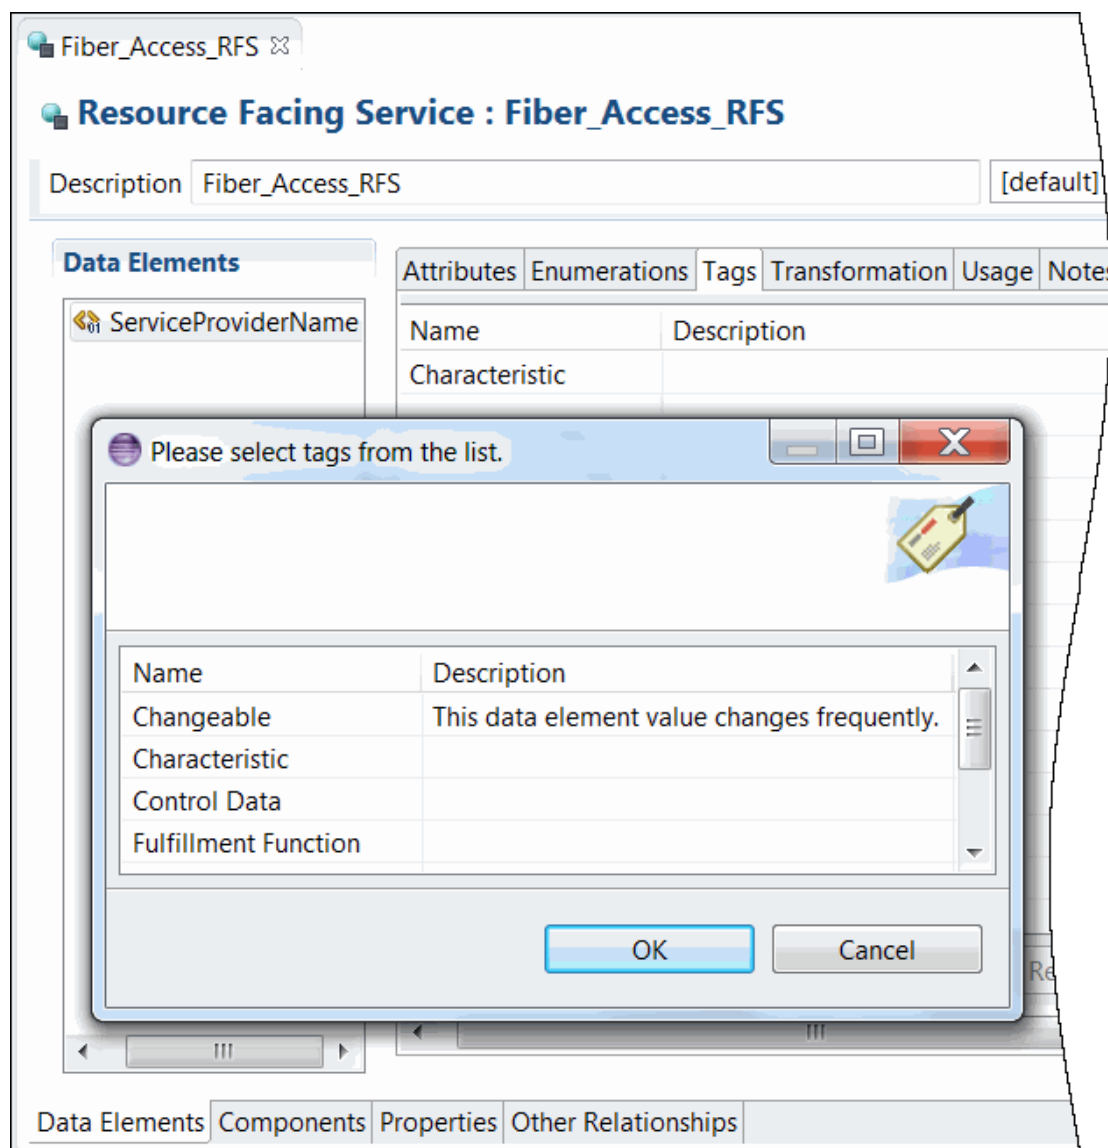 Fiber_Access_RFS
Resource Facing Service : Fiber_Access_RFS
Description Fiber_Access_RFS [default]
Data Elements
Attributes Enumerations Tags Transformation Usage Notes
ServiceProviderName
Name Description
Characteristic
Please select tags from the list.
Name Description
Changeable This data element value changes frequently.
Characteristic
Control Data
Fulfillment Function
OK Cancel
Re
Data Elements Components Properties Other Relationships